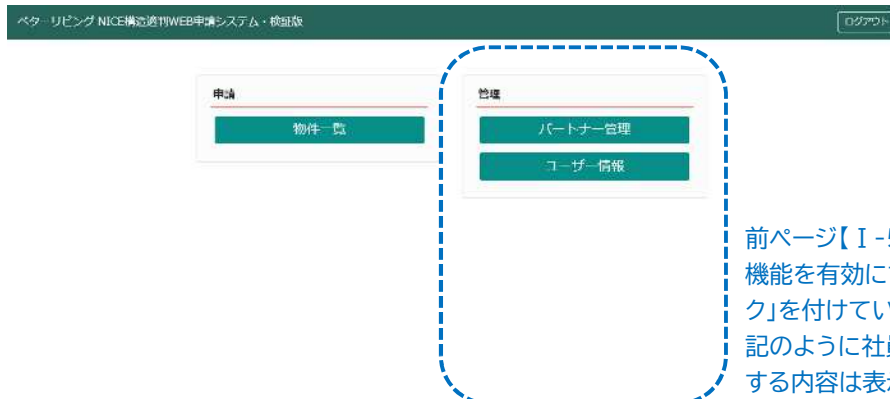 ベターリビング NICE構造適判WEB申請システム・検証版
ログアウト
申請
物件一覧
管理
パートナー管理
ユーザー情報
前ページ【Ⅰ-
機能を有効に
ク」を付けてい
記のように社
する内容は表